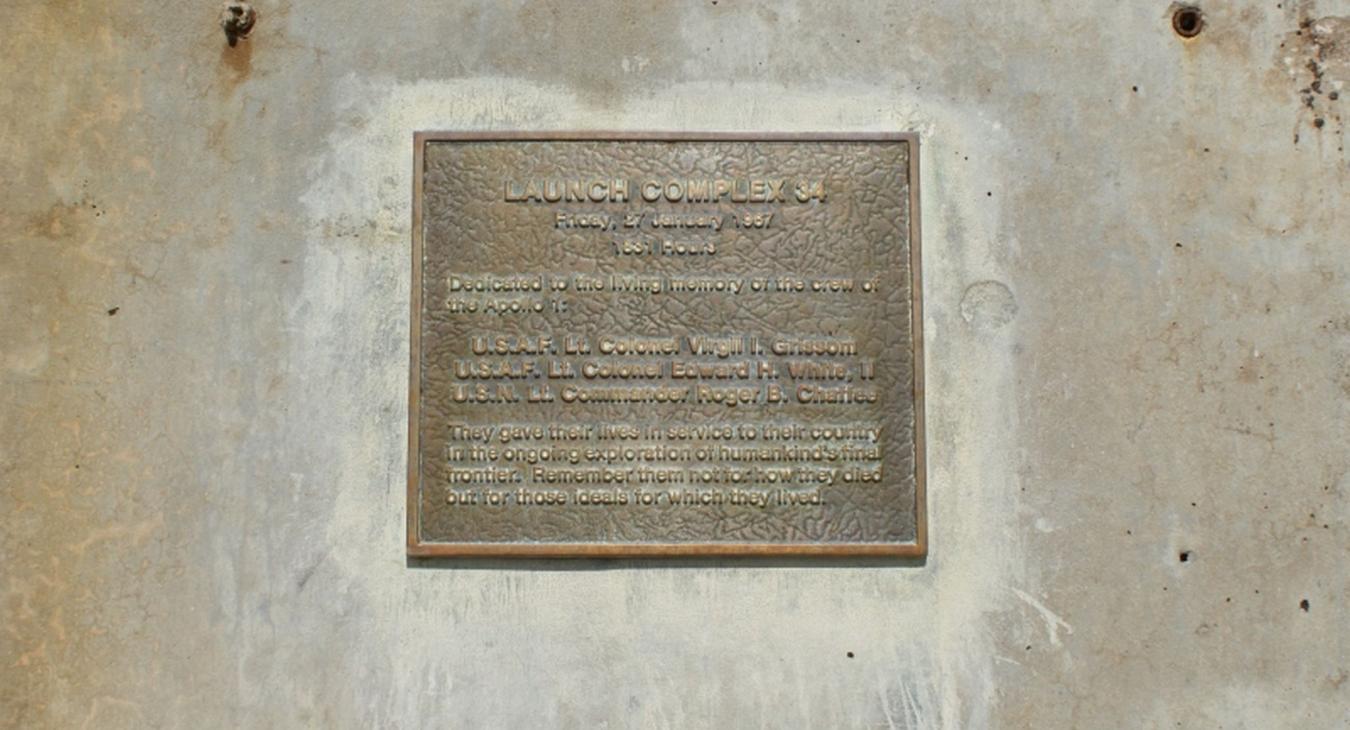 LAUNCH COMPLEX 34
Friday, 27 January 1967
1831 Hours
Dedicated to the living memory of the crew of
the Apollo 1:
U.S.A.F. Lt. Colonel Virgil I. Grissom
U.S.A.F. Lt. Colonel Edward H. White, II
U.S.N. Lt. Commander Roger B. Chaffee
They gave their lives in service to their country
in the ongoing exploration of humankind's final
frontier. Remember them not for how they died
but for those ideals for which they lived.